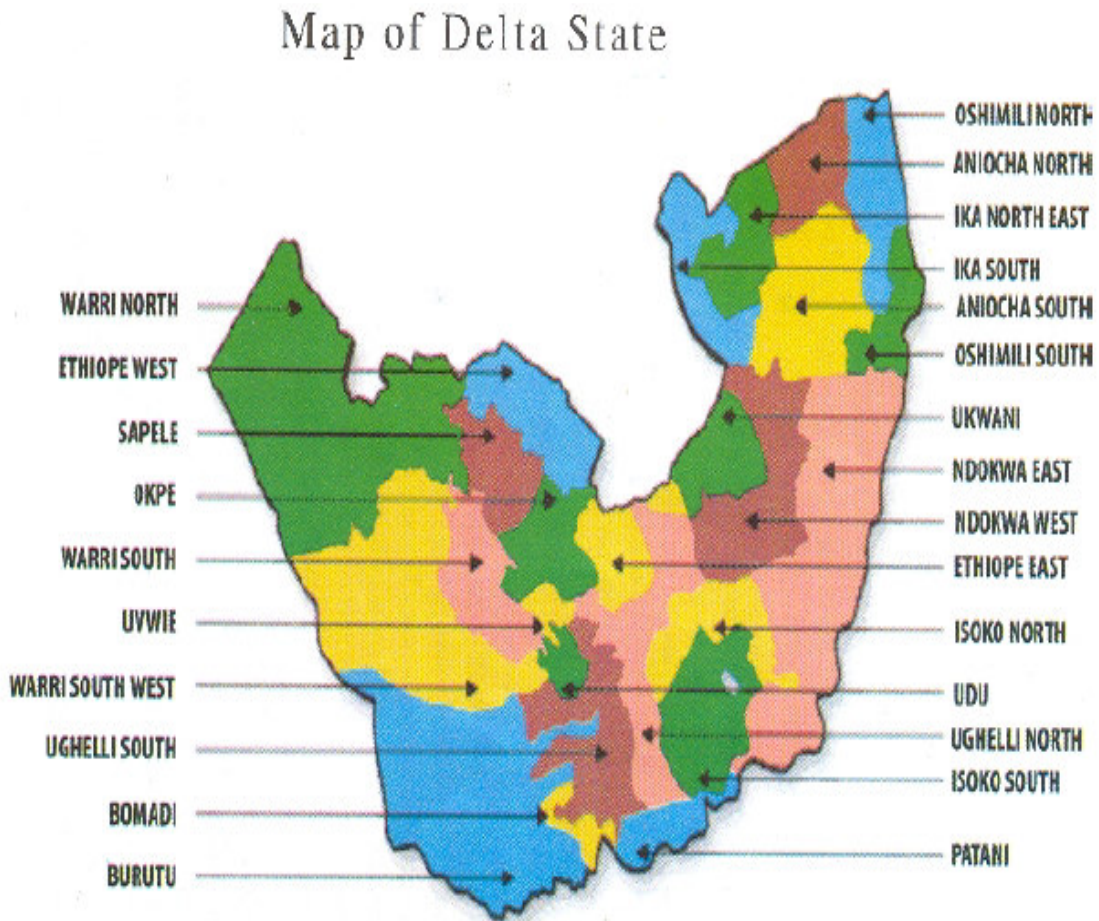 Map of Delta State
OSHIMILI NORTH
ANIOCHA NORTH
IKA NORTH EAST
IKA SOUTH
ANIOCHA SOUTH
OSHIMILI SOUTH
UKWANI
NDOKWA EAST
NDOKWA WEST
ETHIOPE EAST
ISOKO NORTH
UDU
UGHELLI NORTH
ISOKO SOUTH
PATANI
WARRI NORTH
ETHIOPE WEST
SAPELE
OKPE
WARRI SOUTH
UVWIE
WARRI SOUTH WEST
UGHELLI SOUTH
BOMADI
BURUTU